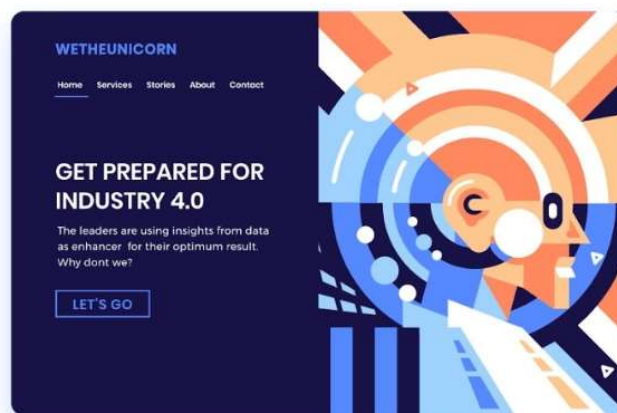 WETHEUNICORN
Home Services Stories About Contact
GET PREPARED FOR
INDUSTRY 4.0
The leaders are using insights from data
as enhancer for their optimum result.
Why dont we?
LET'S GO